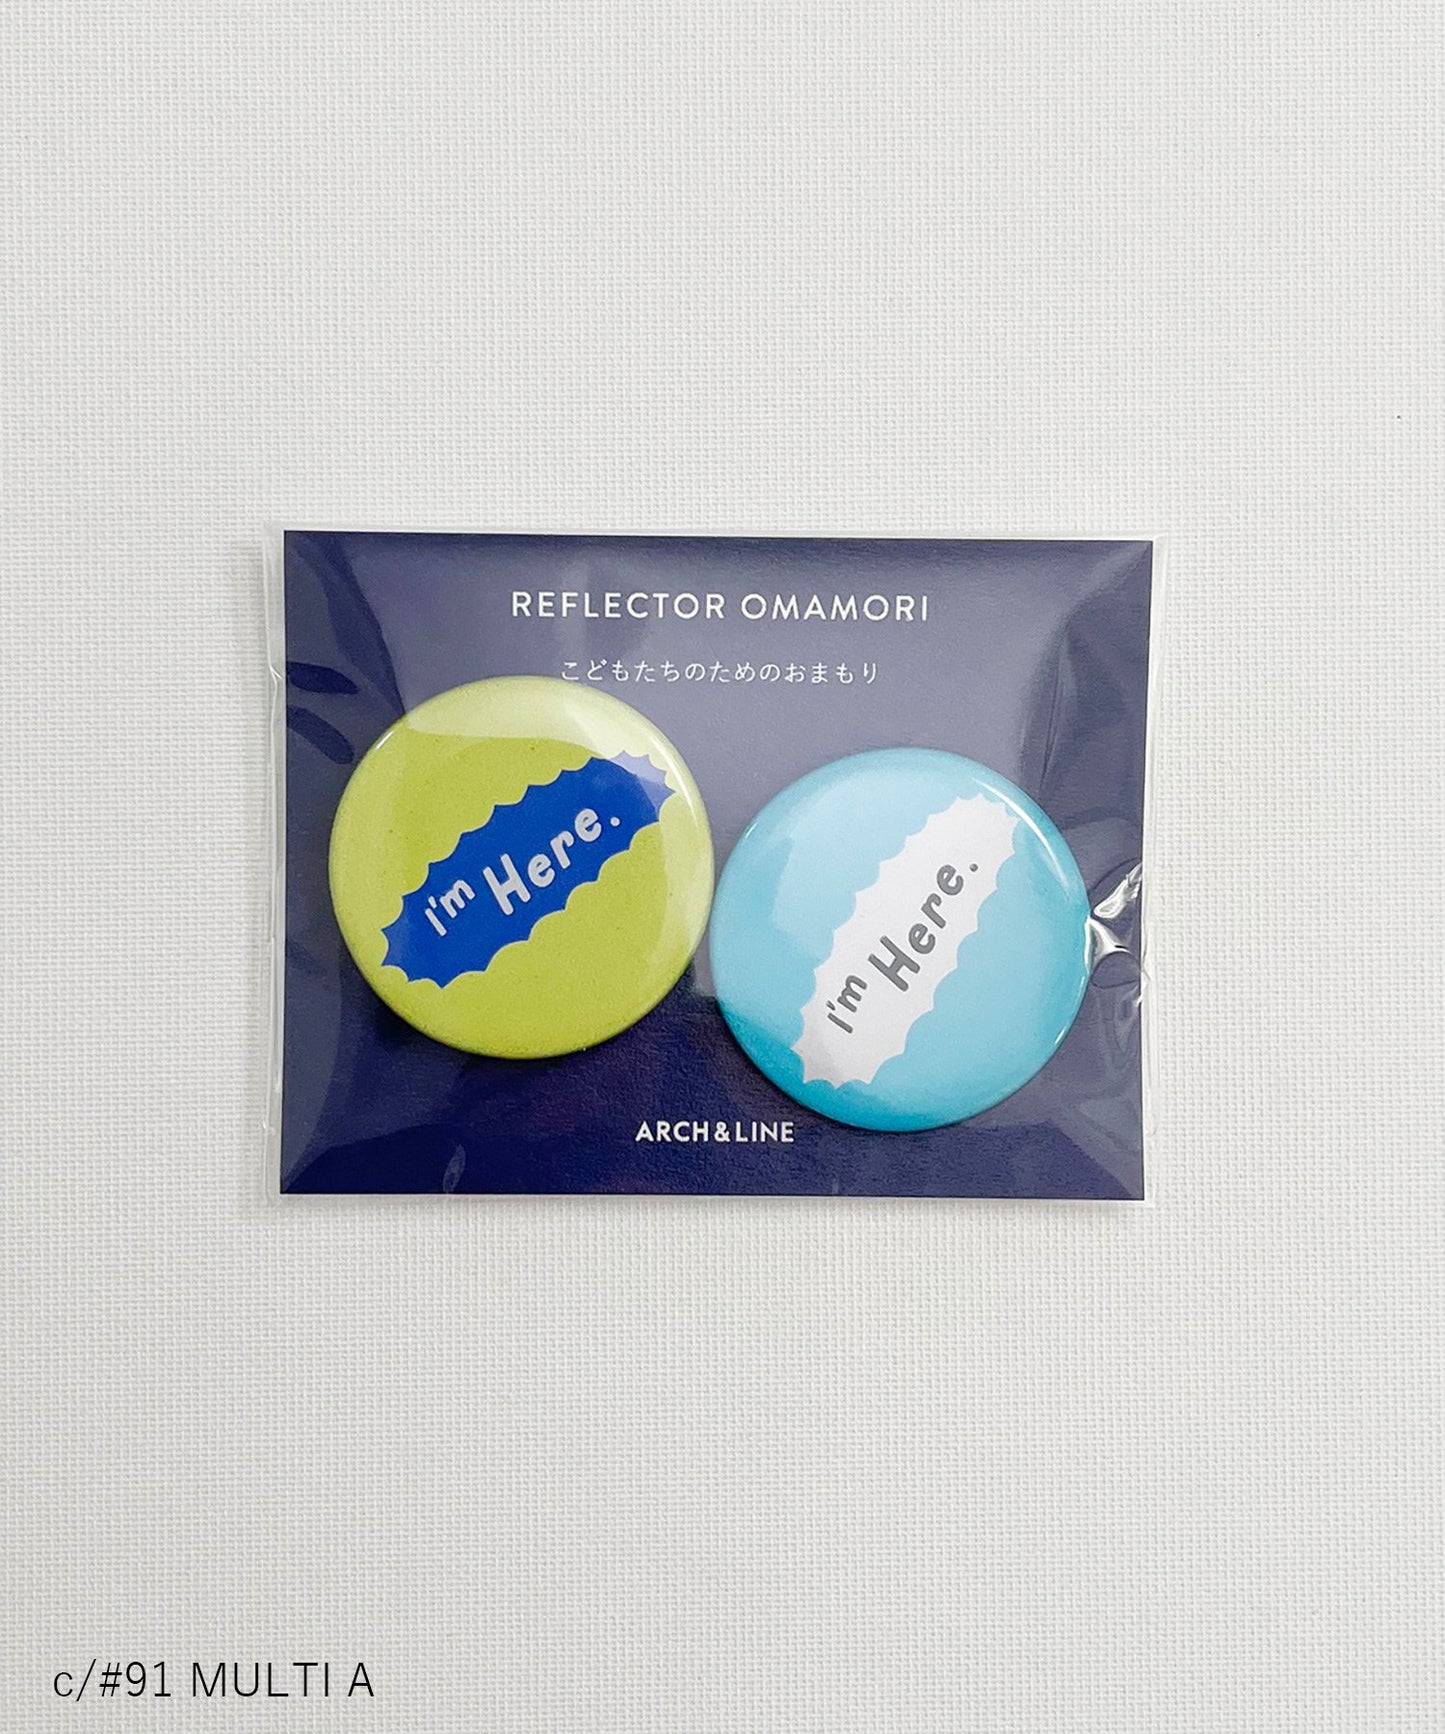 REFLECTOR OMAMORI
こどもたちのためのおまもり
I'm Here.
I'm Here.
ARCH&LINE
c/#91 MULTI A